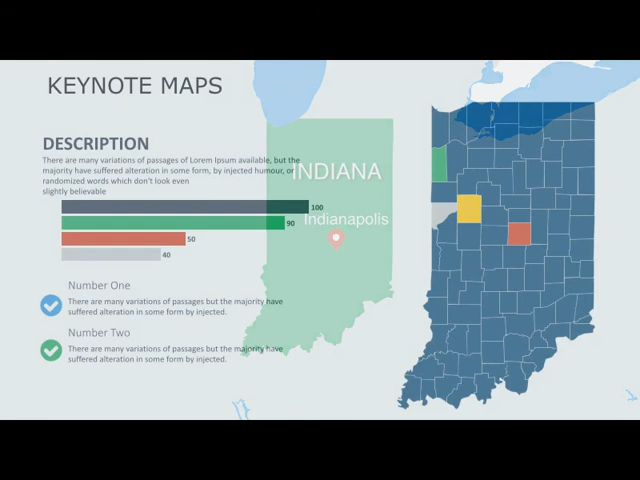 KEYNOTE MAPS
DESCRIPTION
There are many variations of passages of Lorem Ipsum available, but the
majority have suffered alteration in some form, by injected humour, or
randomized words which don't look even
slightly believable
INDIANA
100
90
50
40
Indianapolis
Number One
There are many variations of passages but the majority have
suffered alteration in some form by injected.
Number Two
There are many variations of passages but the majority have
suffered alteration in some form by injected.